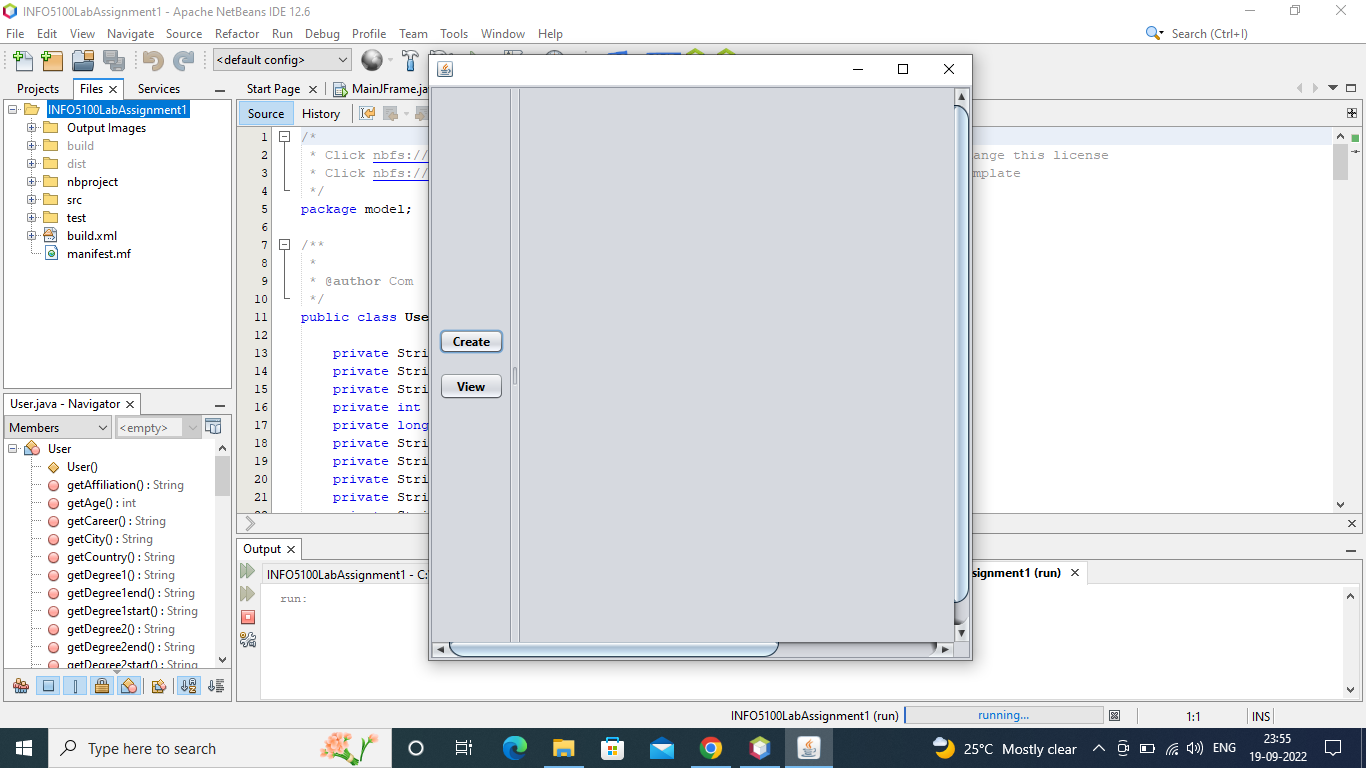 INFO5100LabAssignment1 - Apache NetBeans IDE 12.6
File Edit View Navigate Source Refactor Run Debug Profile Team Tools Window Help
Search (Ctrl+I)
<default config>
Projects Files Services
Start Page MainJFrame.ja
Source History
INFO5100LabAssignment1
Output Images
build
dist
nbproject
src
test
build.xml
manifest.mf
1 /*
2 * Click nbfs:// ange this license
3 * Click nbfs:// mplate
4 */
5 package model;
6
7 /**
8 *
9 * @author Com
10 */
11 public class Use
12
13 private Stri
14 private Stri
15 private Stri
16 private int
17 private long
18 private Stri
19 private Stri
20 private Stri
21 private Stri
Create
View
User.java - Navigator
Members <empty>
User
User()
getAffiliation() : String
getAge() : int
getCareer() : String
getCity() : String
getCountry() : String
getDegree1() : String
getDegree1end() : String
getDegree1start() : String
getDegree2() : String
getDegree2end() : String
getDegree2start() : String
Output
INFO5100LabAssignment1 - C: signment1 (run)
run:
INFO5100LabAssignment1 (run) running... 1:1 INS
Type here to search
25°C Mostly clear ENG 23:55
19-09-2022